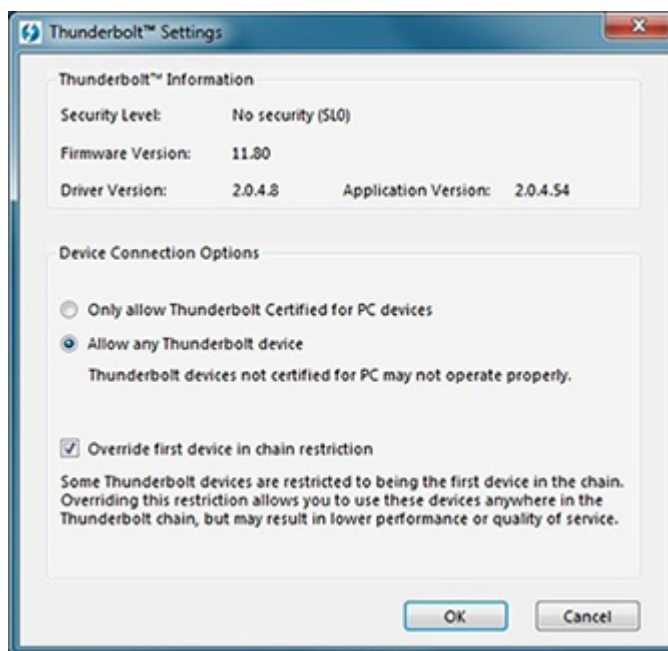 Thunderbolt™ Settings
Thunderbolt™ Information
Security Level: No security (SL0)
Firmware Version: 11.80
Driver Version: 2.0.4.8 Application Version: 2.0.4.54
Device Connection Options
Only allow Thunderbolt Certified for PC devices
Allow any Thunderbolt device
Thunderbolt devices not certified for PC may not operate properly.
Override first device in chain restriction
Some Thunderbolt devices are restricted to being the first device in the chain.
Overriding this restriction allows you to use these devices anywhere in the
Thunderbolt chain, but may result in lower performance or quality of service.
OK Cancel